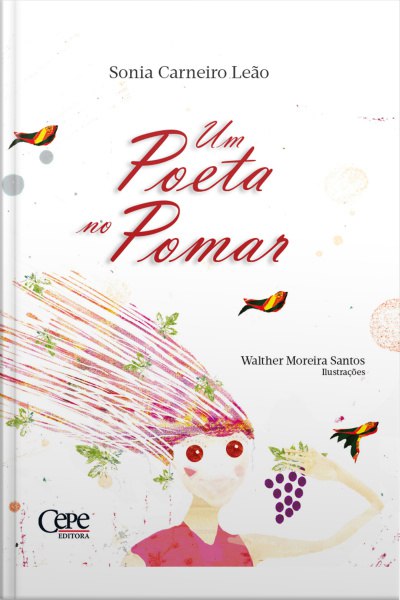 Sonia Carneiro Leão
Um
Poeta
no Pomar
Walther Moreira Santos
Ilustrações
CePe
EDITORA